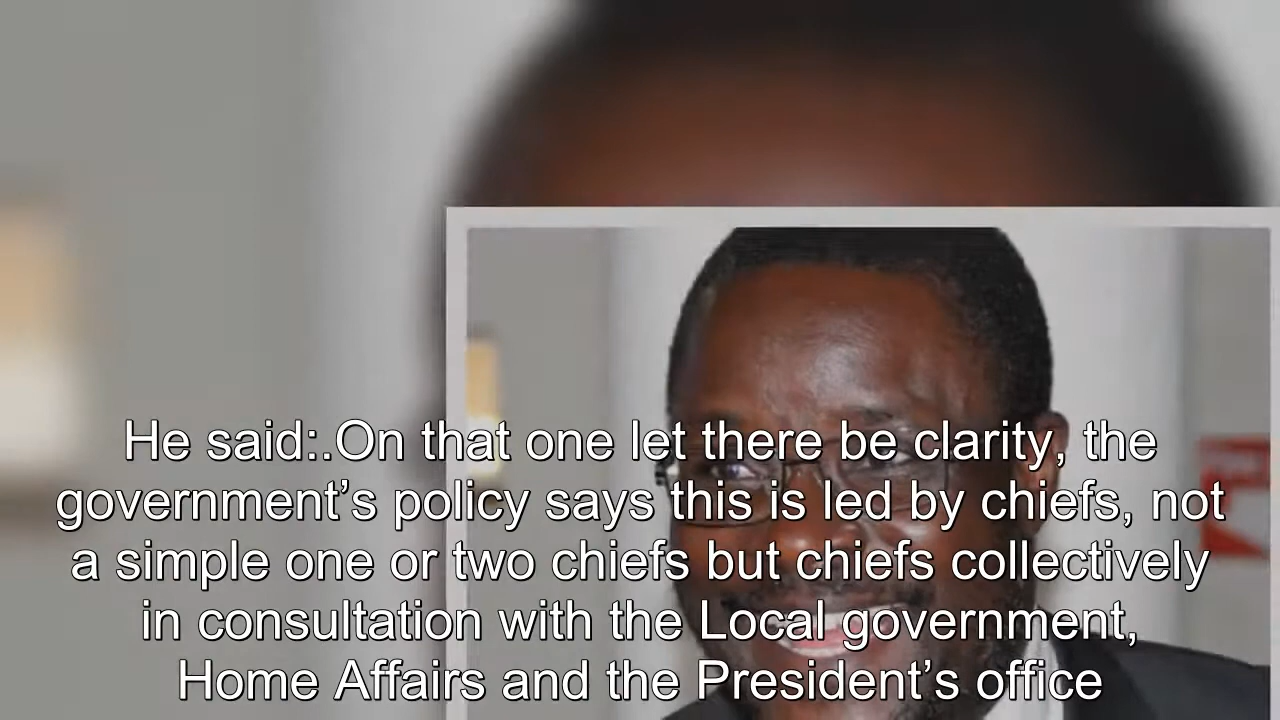 He said:.On that one let there be clarity, the
government’s policy says this is led by chiefs, not
a simple one or two chiefs but chiefs collectively
in consultation with the Local government,
Home Affairs and the President’s office